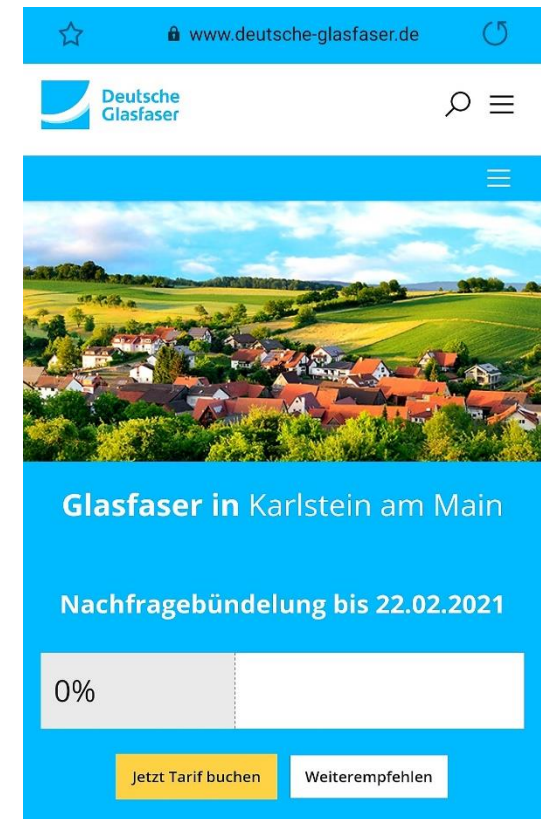 www.deutsche-glasfaser.de
Deutsche
Glasfaser
Glasfaser in Karlstein am Main
Nachfragebündelung bis 22.02.2021
0%
Jetzt Tarif buchen
Weiterempfehlen